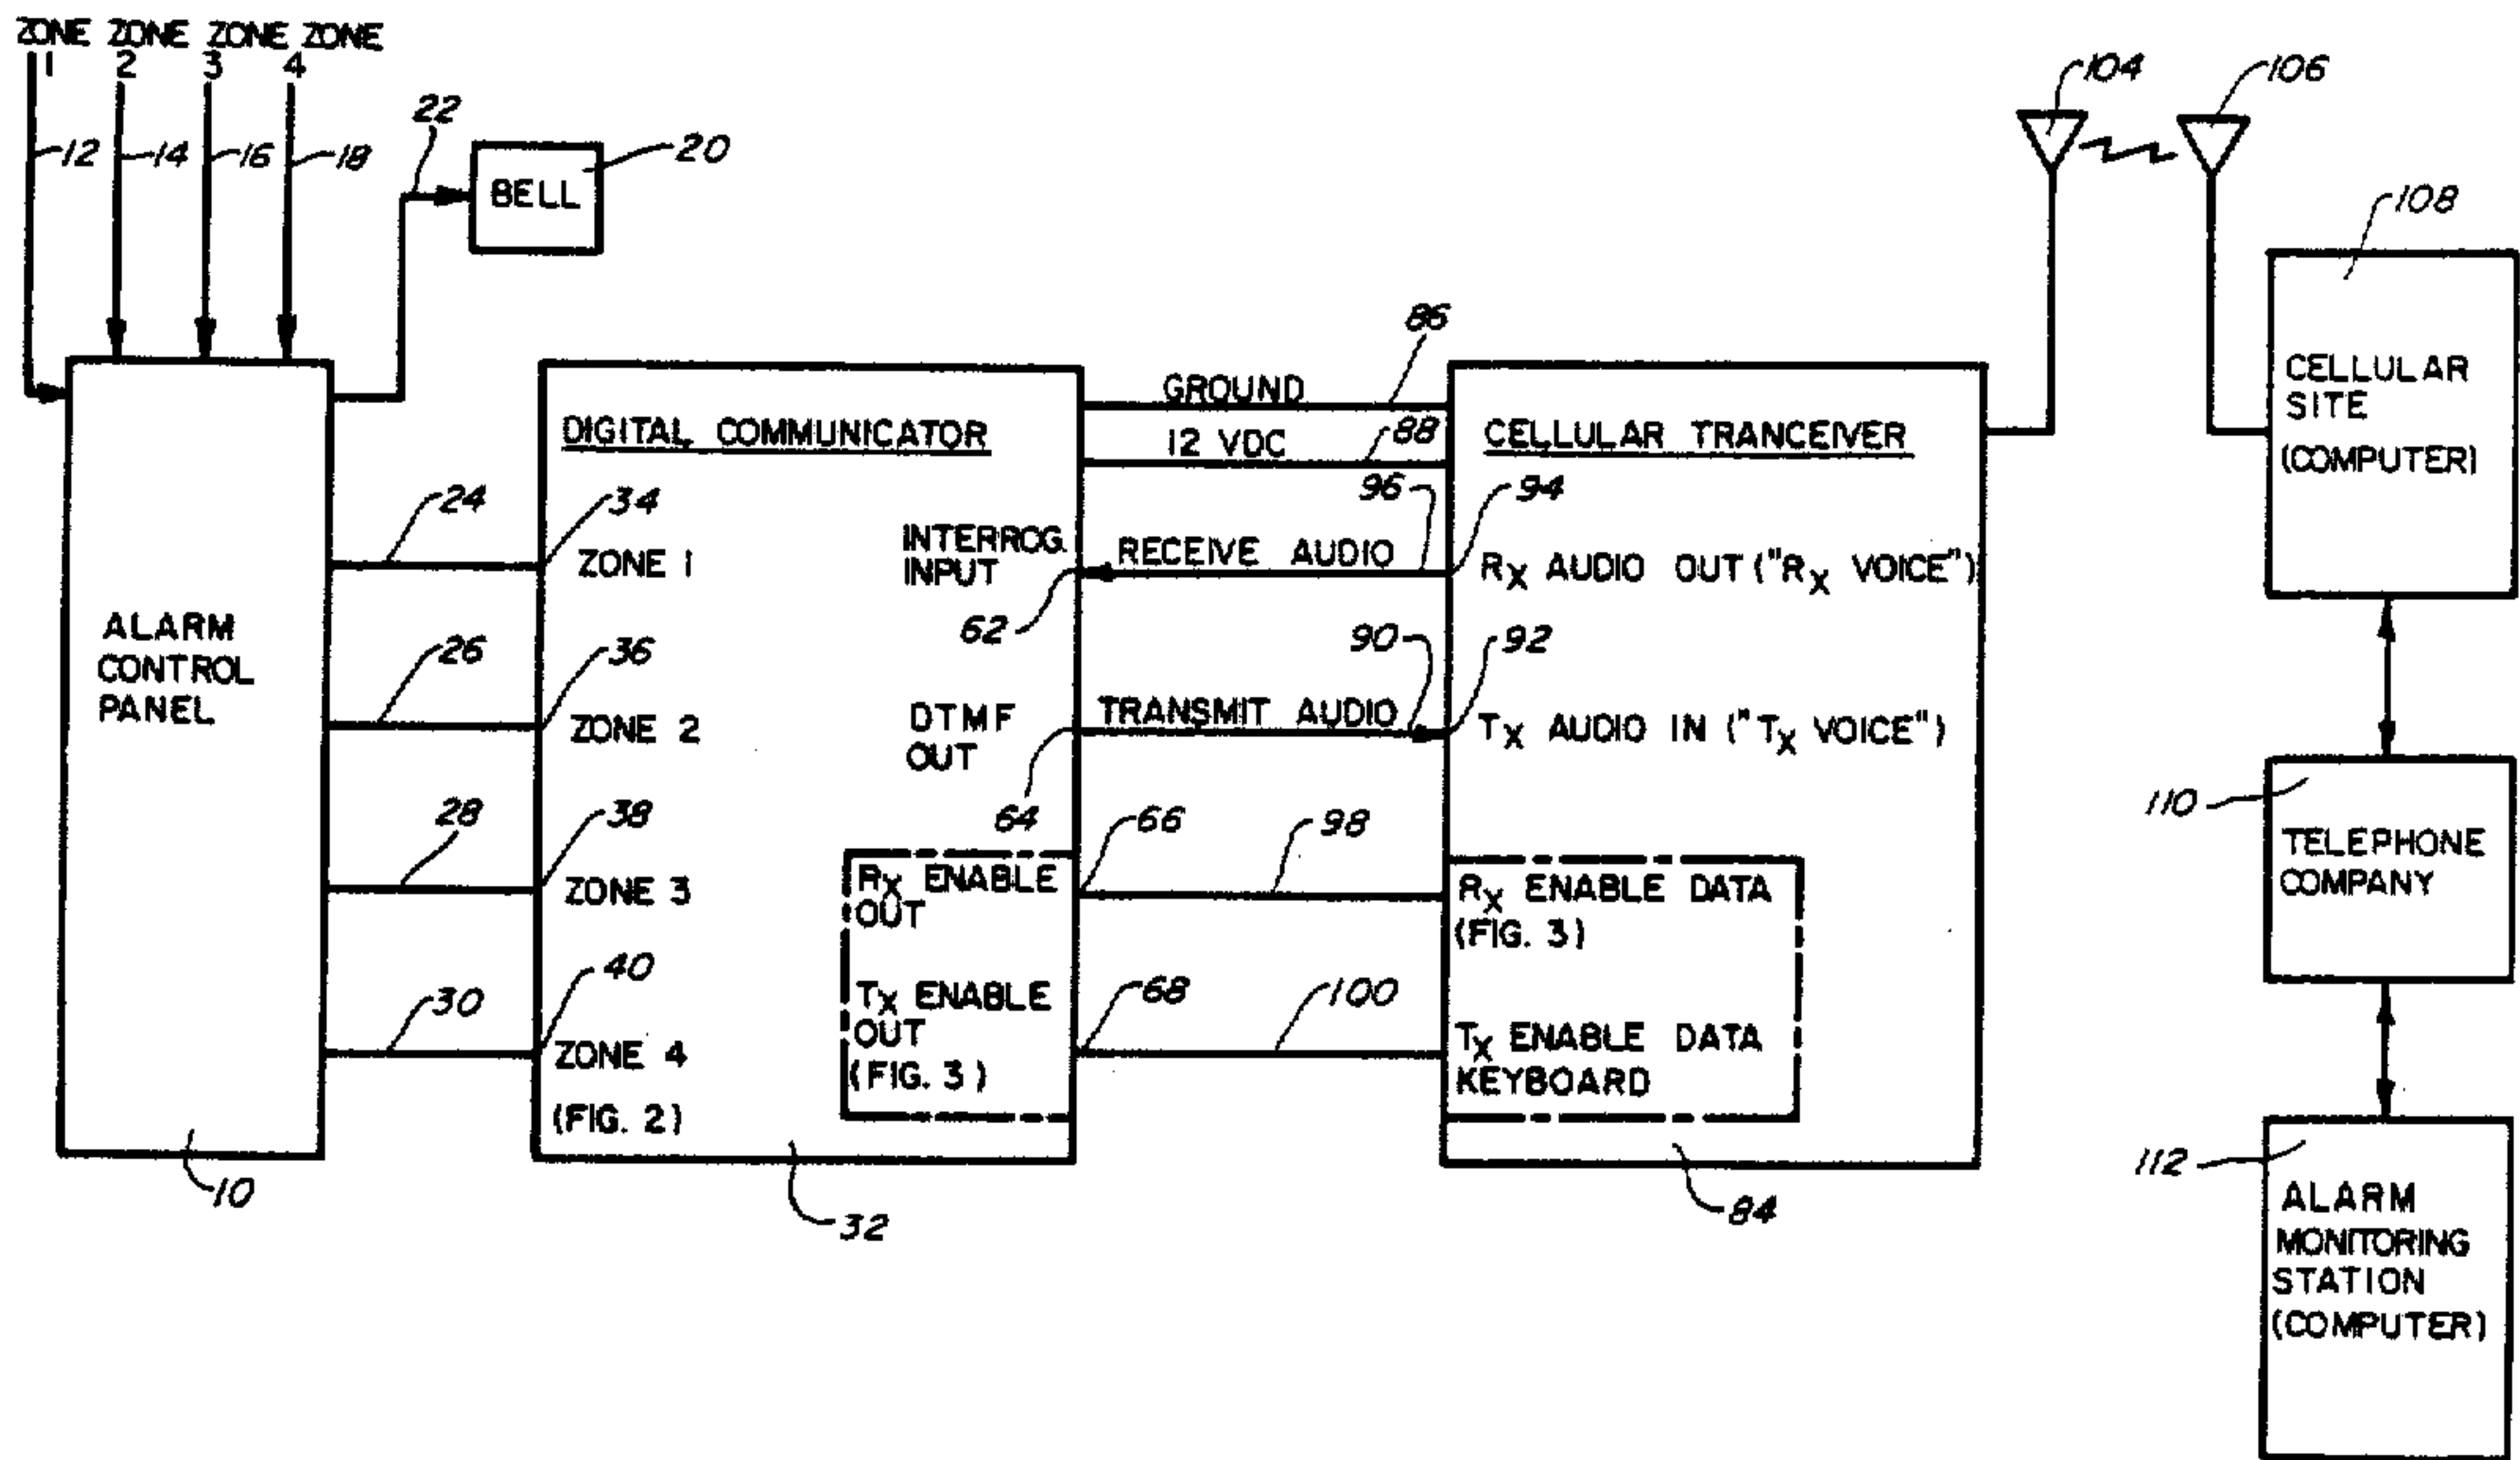 ZONE ZONE ZONE ZONE
1 2 3 4
12
14
16
18
22
20
BELL
104
106
108
CELLULAR
SITE
(COMPUTER)
110
TELEPHONE
COMPANY
112
ALARM
MONITORING
STATION
(COMPUTER)
ALARM
CONTROL
PANEL
10
24
26
28
30
34
36
38
40
DIGITAL COMMUNICATOR
ZONE 1
ZONE 2
ZONE 3
ZONE 4
(FIG. 2)
INTERROG.
INPUT
62
DTMF
OUT
64
RX ENABLE
OUT
TX ENABLE
OUT
(FIG. 3)
32
86
GROUND
12 VDC
88
96
94
RECEIVE AUDIO
90
92
TRANSMIT AUDIO
66
98
68
100
CELLULAR TRANCEIVER
RX AUDIO OUT ("RX VOICE")
TX AUDIO IN ("TX VOICE")
RX ENABLE DATA
(FIG. 3)
TX ENABLE DATA
KEYBOARD
84